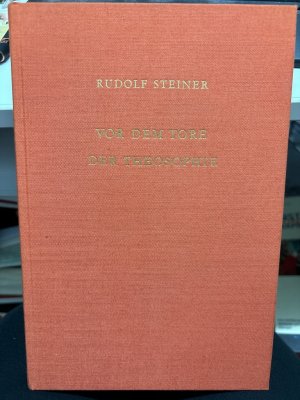 RUDOLF STEINER
VOR DEM TORE
DER THEOSOPHIE